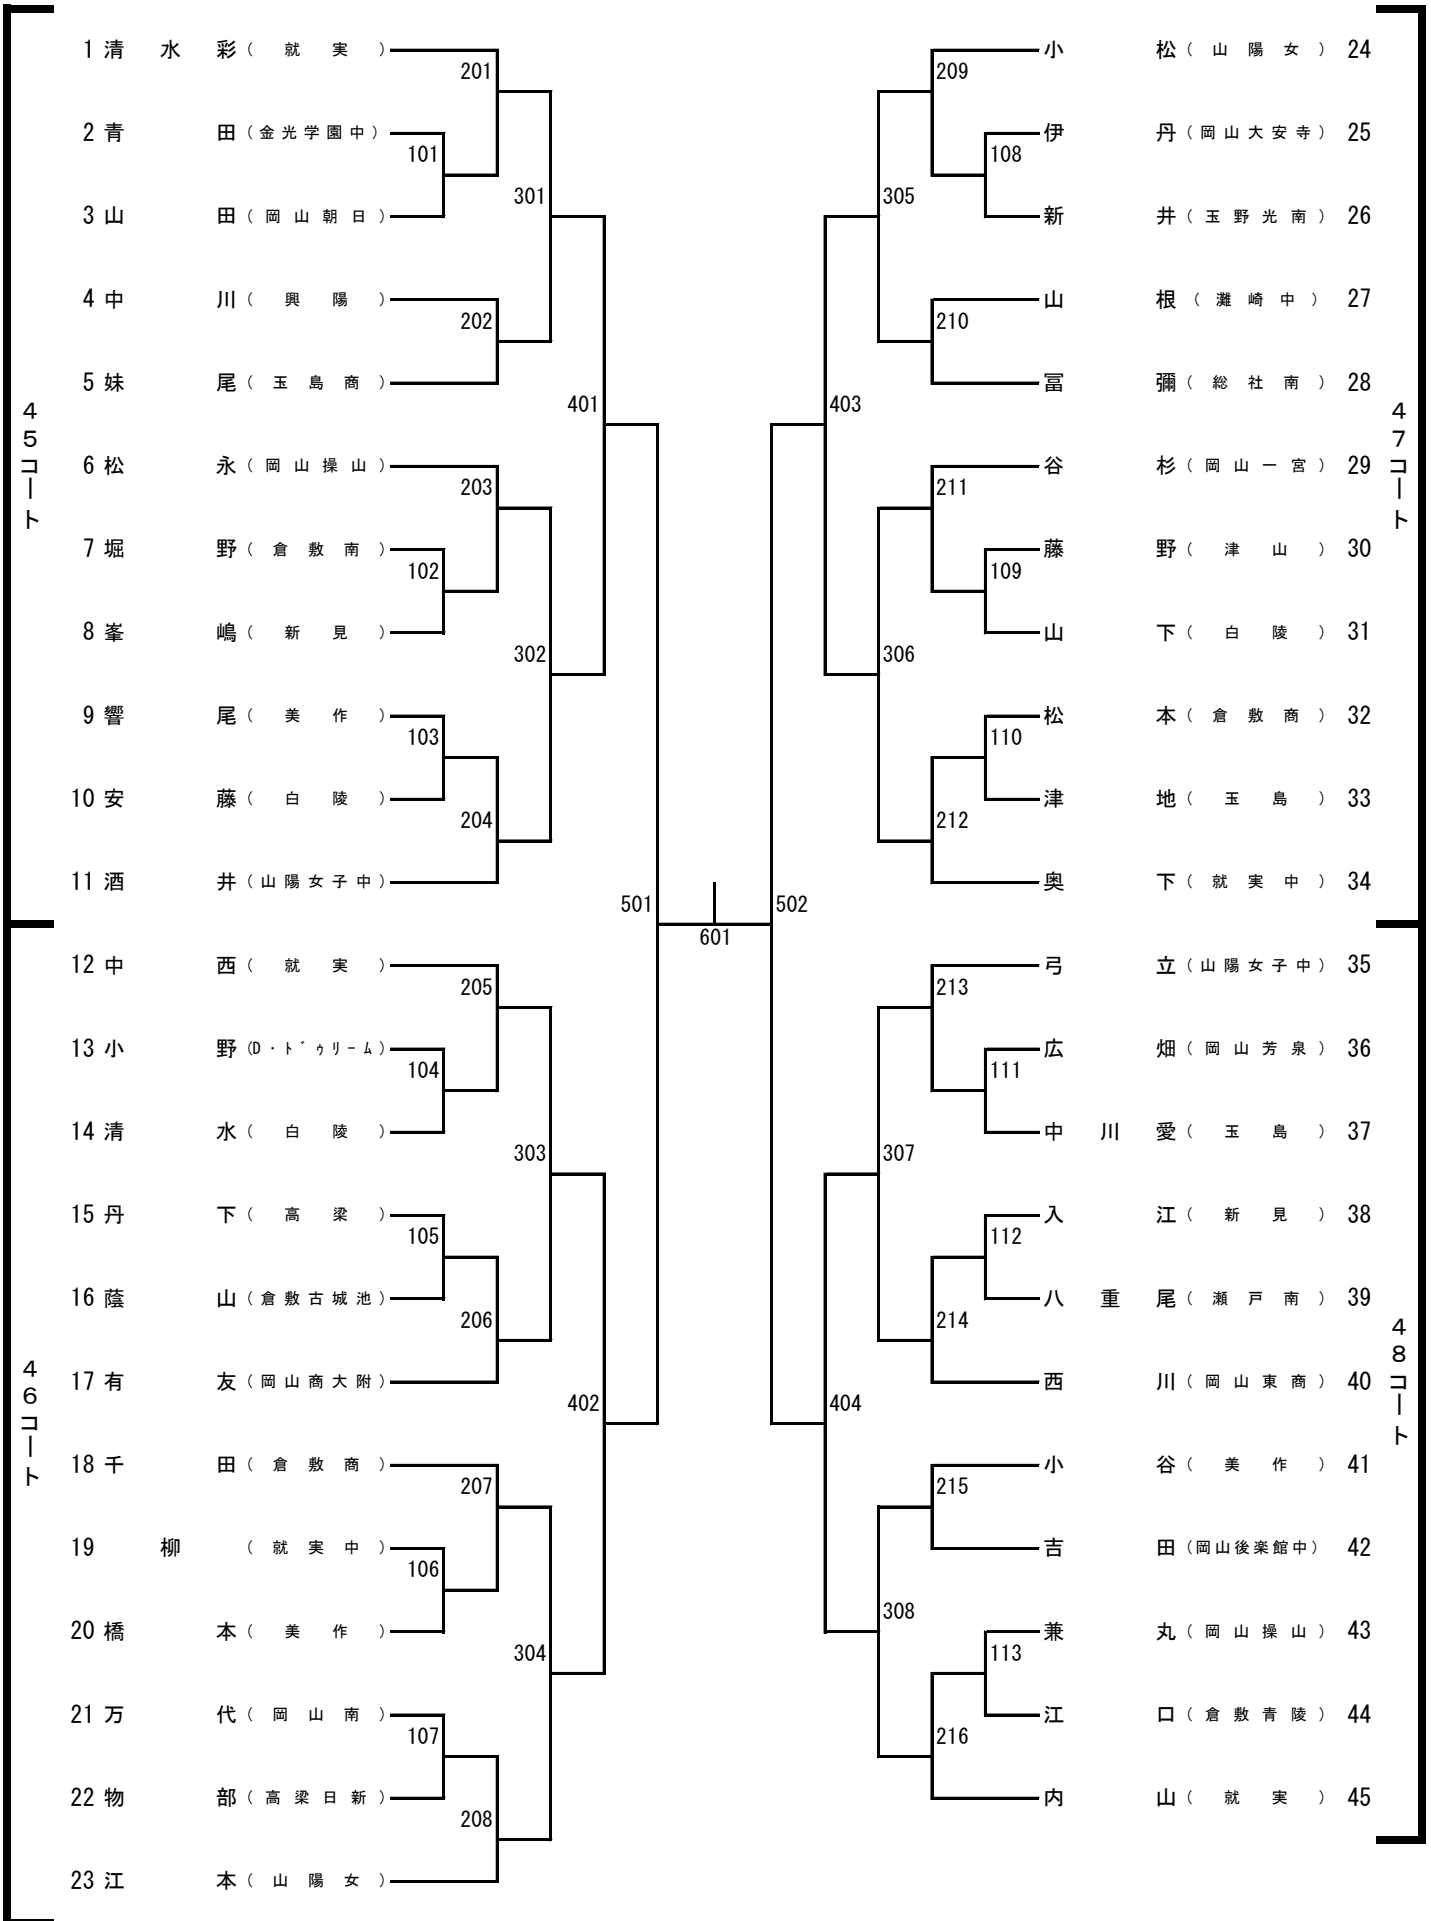 45コート
1 清水彩 (就実)
201
2 青田 (金光学園中)
101
3 山田 (岡山朝日)
301
4 中川 (興陽)
202
5 妹尾 (玉島商)
401
6 松永 (岡山操山)
203
7 堀野 (倉敷南)
102
8 峯嶋 (新見)
302
9 響尾 (美作)
103
10 安藤 (白陵)
204
11 酒井 (山陽女子中)
501
46コート
12 中西 (就実)
205
13 小野 (D・ドゥリーム)
104
14 清水 (白陵)
303
15 丹下 (高梁)
105
16 蔭山 (倉敷古城池)
206
17 有友 (岡山商大附)
402
18 千田 (倉敷商)
207
19 柳 (就実中)
106
20 橋本 (美作)
304
21 万代 (岡山南)
107
22 物部 (高梁日新)
208
23 江本 (山陽女)
601
47コート
小松 (山陽女) 24
209
伊丹 (岡山大安寺) 25
108
305
新井 (玉野光南) 26
山根 (灘崎中) 27
210
冨彌 (総社南) 28
403
谷杉 (岡山一宮) 29
211
藤野 (津山) 30
109
山下 (白陵) 31
306
松本 (倉敷商) 32
110
津地 (玉島) 33
212
奥下 (就実中) 34
502
48コート
弓立 (山陽女子中) 35
213
広畑 (岡山芳泉) 36
111
中川愛 (玉島) 37
307
入江 (新見) 38
112
八重尾 (瀬戸南) 39
214
西川 (岡山東商) 40
404
小谷 (美作) 41
215
吉田 (岡山後楽館中) 42
308
兼丸 (岡山操山) 43
113
江口 (倉敷青陵) 44
216
内山 (就実) 45